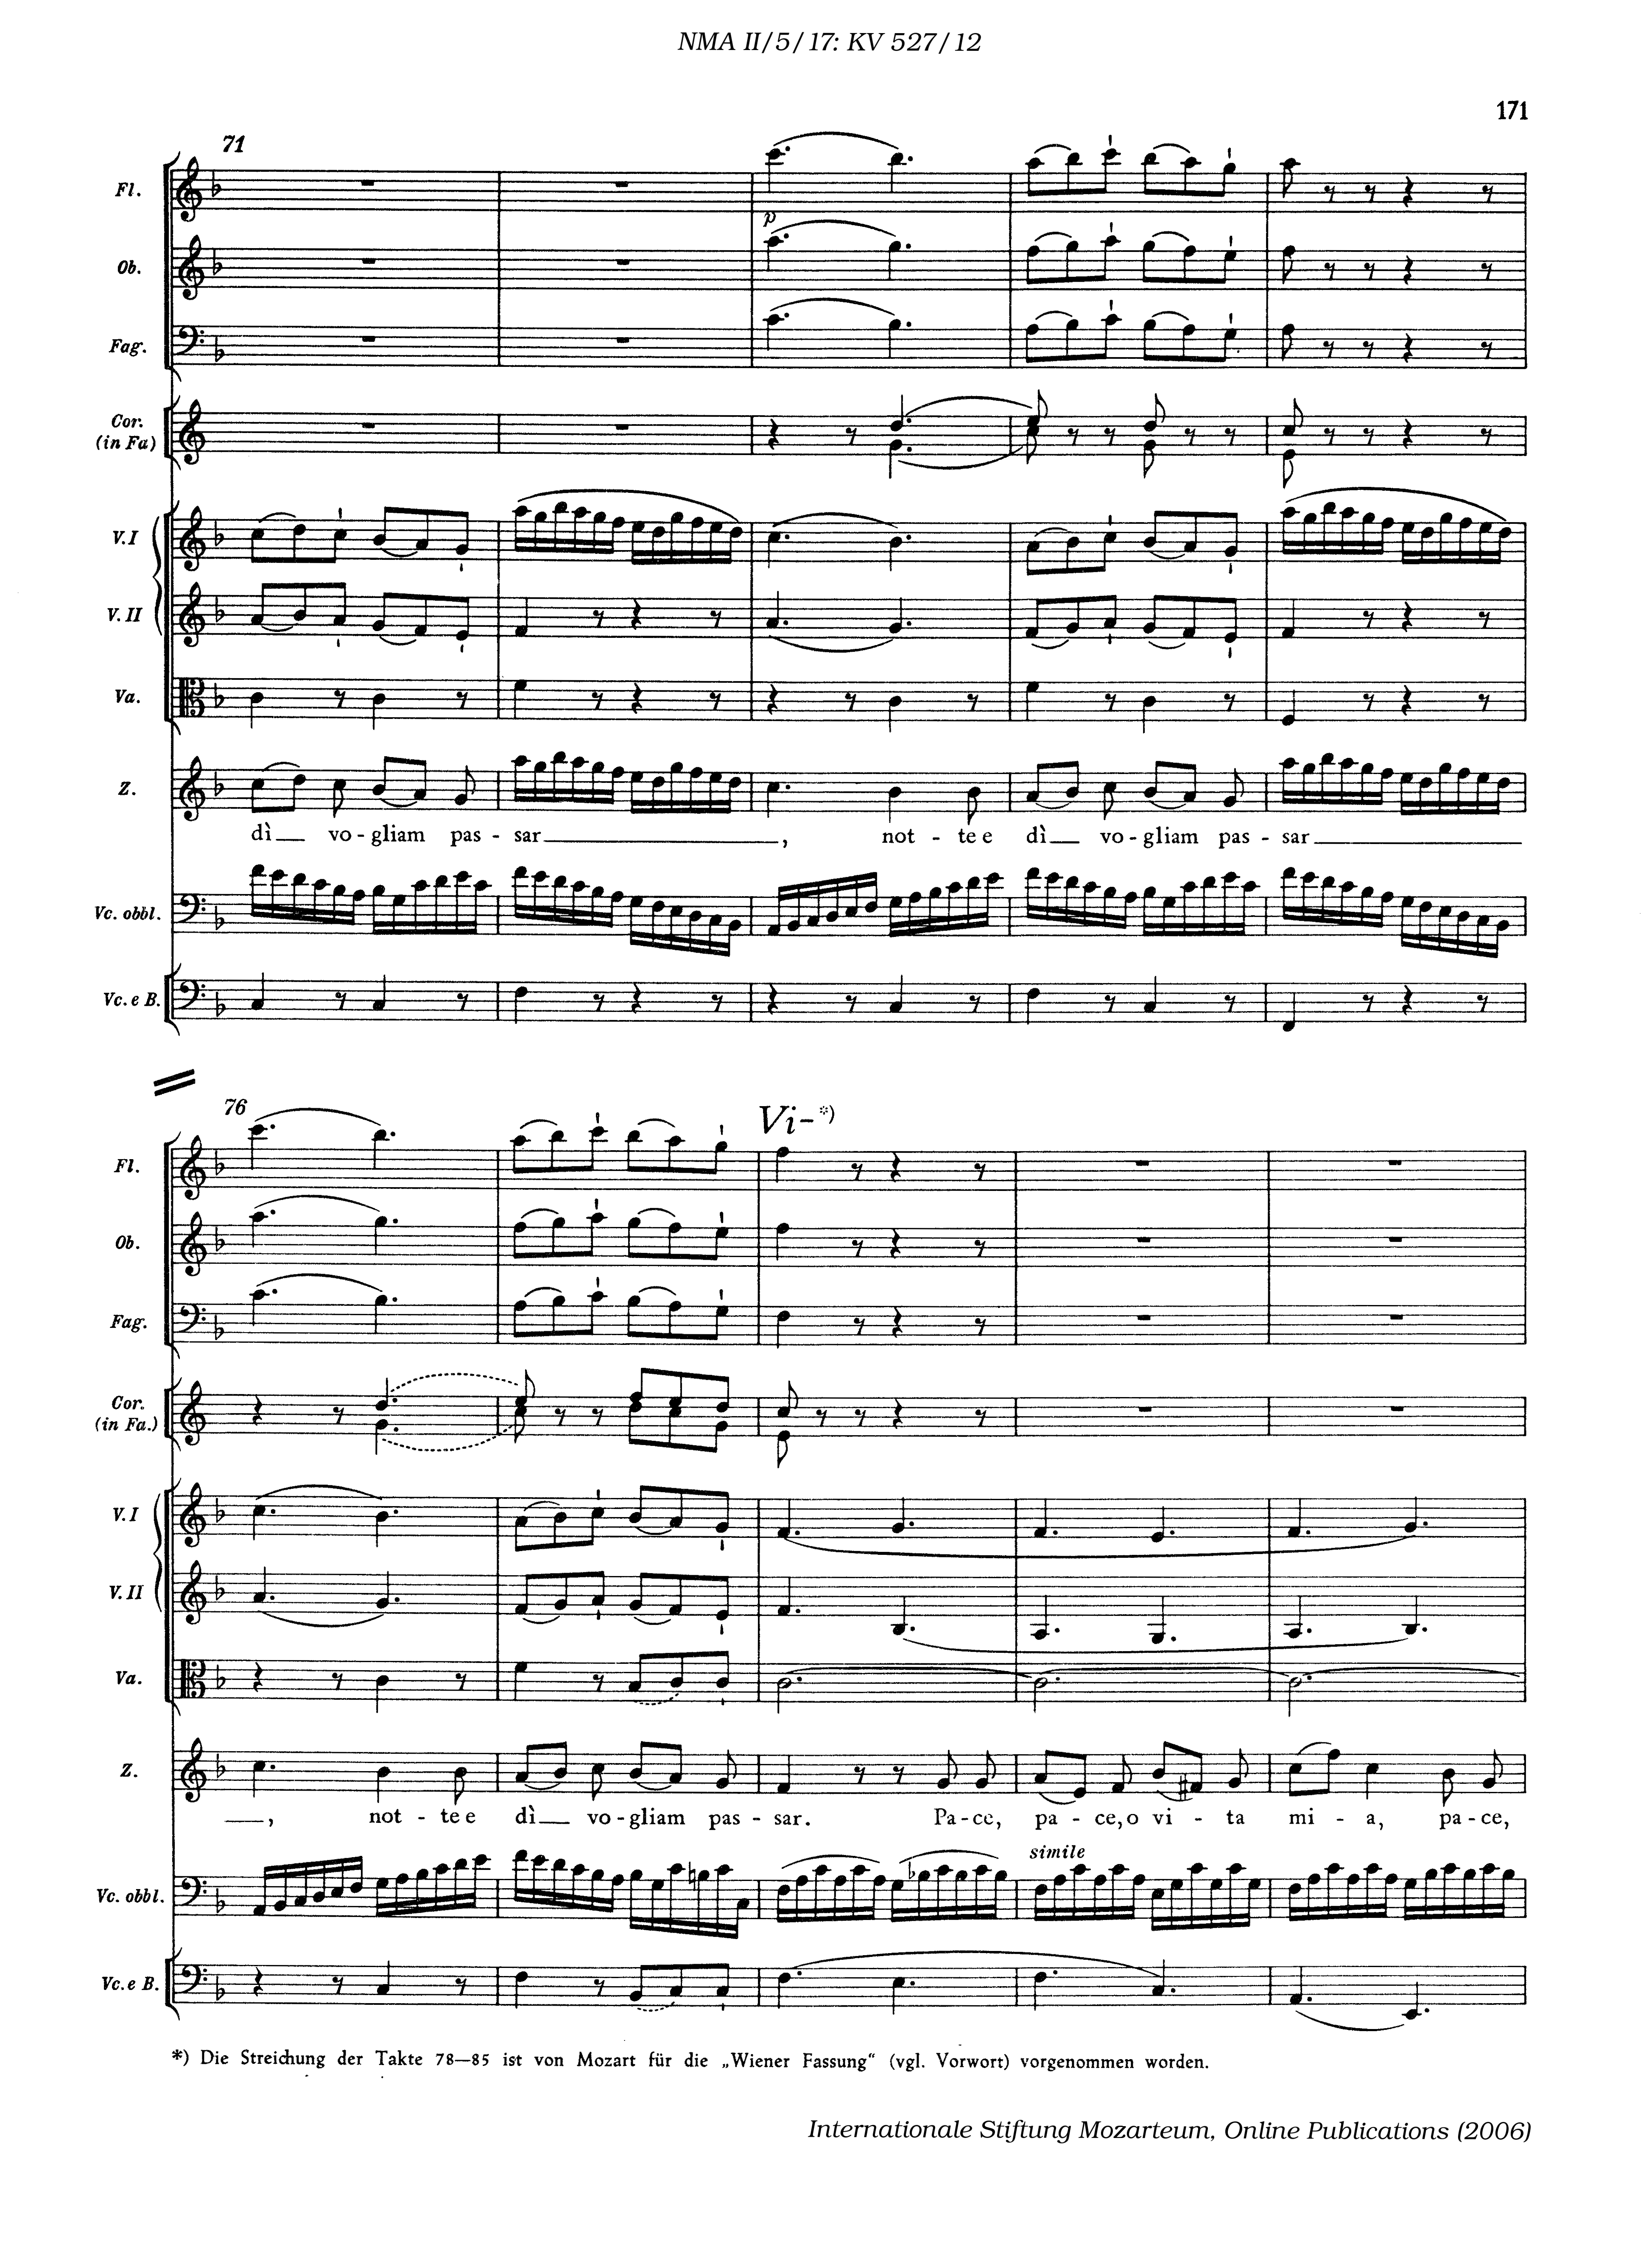 NMA II/5/17: KV 527/12
171
71
Fl.
p
Ob.
Fag.
Cor.
(in Fa)
V. I
V. II
Va.
Z.
dì vo - gliam pas - sar , not - te e dì vo - gliam pas - sar
Vc. obbl.
Vc. e B.
76
Vi-*)
Fl.
Ob.
Fag.
Cor.
(in Fa.)
V. I
V. II
Va.
Z.
, not - te e dì vo - gliam pas - sar. Pa - ce, pa - ce, o vi - ta mi - a, pa - ce,
simile
Vc. obbl.
Vc. e B.
*) Die Streichung der Takte 78—85 ist von Mozart für die „Wiener Fassung“ (vgl. Vorwort) vorgenommen worden.
Internationale Stiftung Mozarteum, Online Publications (2006)